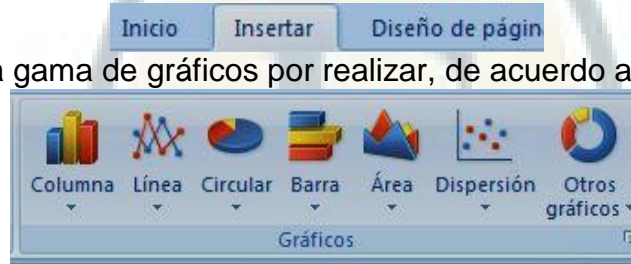 Inicio Insertar Diseño de págin
a gama de gráficos por realizar, de acuerdo a
Columna Línea Circular Barra Área Dispersión Otros
gráficos
Gráficos